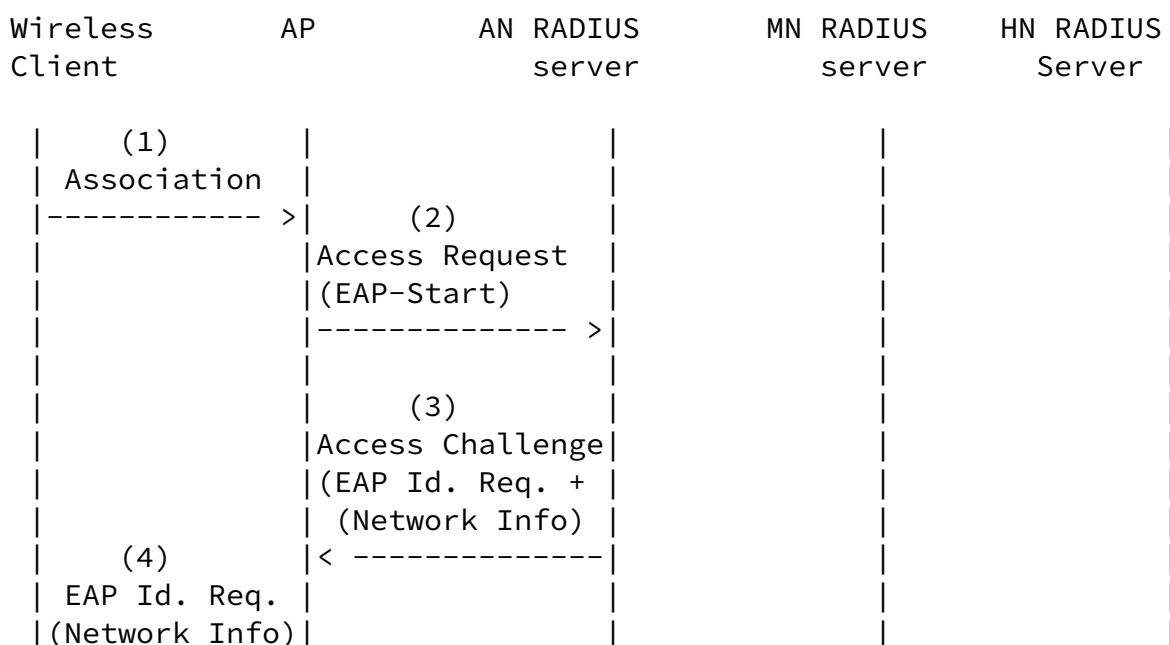 Wireless        AP          AN RADIUS        MN RADIUS    HN RADIUS
Client                         server           server      Server

 |    (1)        |                 |               |                |
 | Association   |                 |               |                |
 |------------ >|      (2)        |               |                |
 |               |Access Request   |               |                |
 |               |(EAP-Start)      |               |                |
 |               |-------------- >|               |                |
 |               |                 |               |                |
 |               |      (3)        |               |                |
 |               |Access Challenge|               |                |
 |               |(EAP Id. Req. + |               |                |
 |               | (Network Info) |               |                |
 |    (4)        |< --------------|               |                |
 | EAP Id. Req.  |                 |               |                |
 |(Network Info)|                 |               |                |